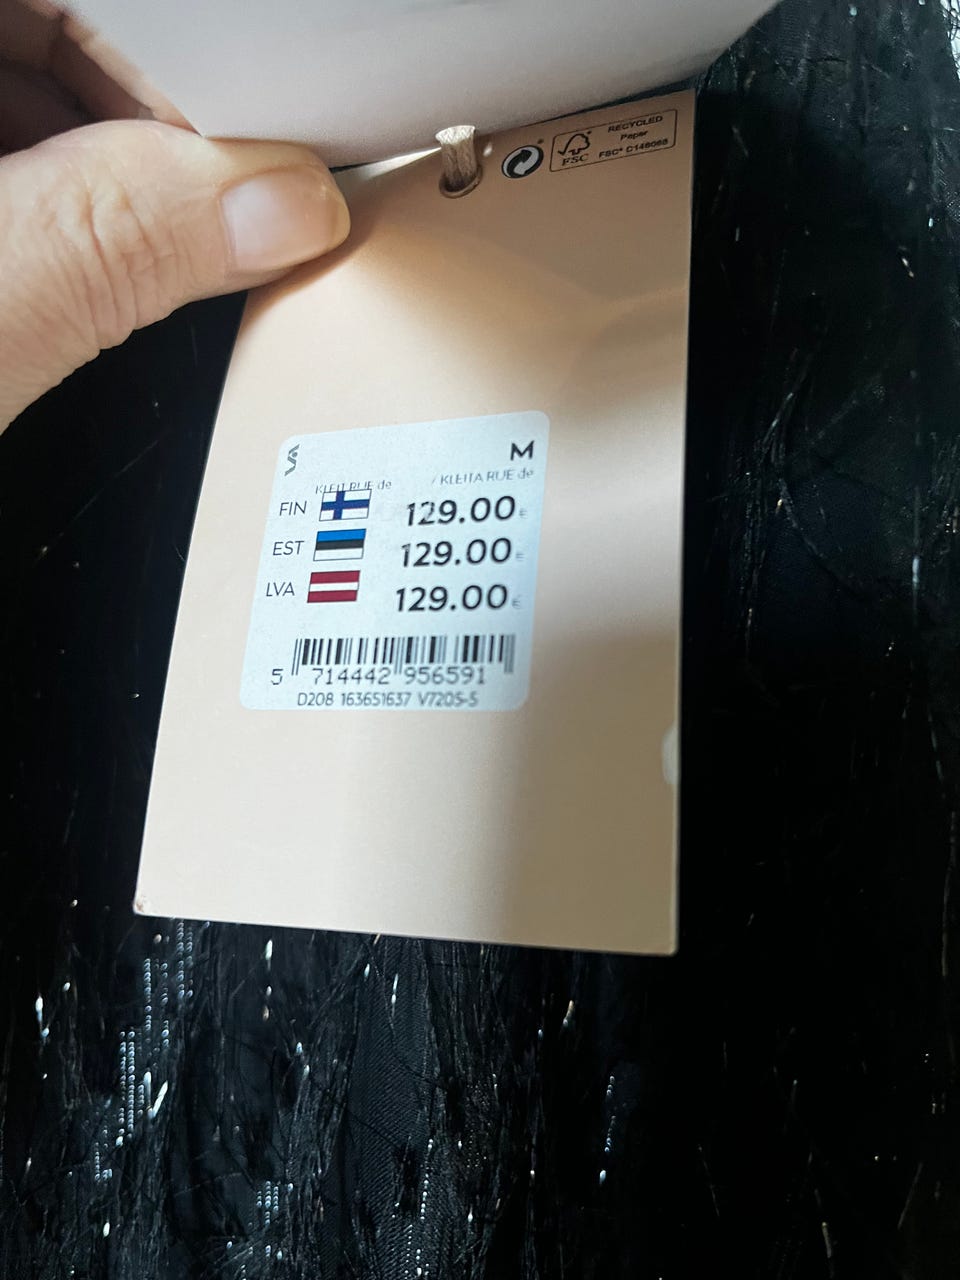 RECYCLED
Paper
FSC® C148068
FSC
M
KLEIT RUE de / KLEITA RUE de
FIN 129.00 €
EST 129.00 €
LVA 129.00 €
5 714442 956591
D208 163651637 V7205-5